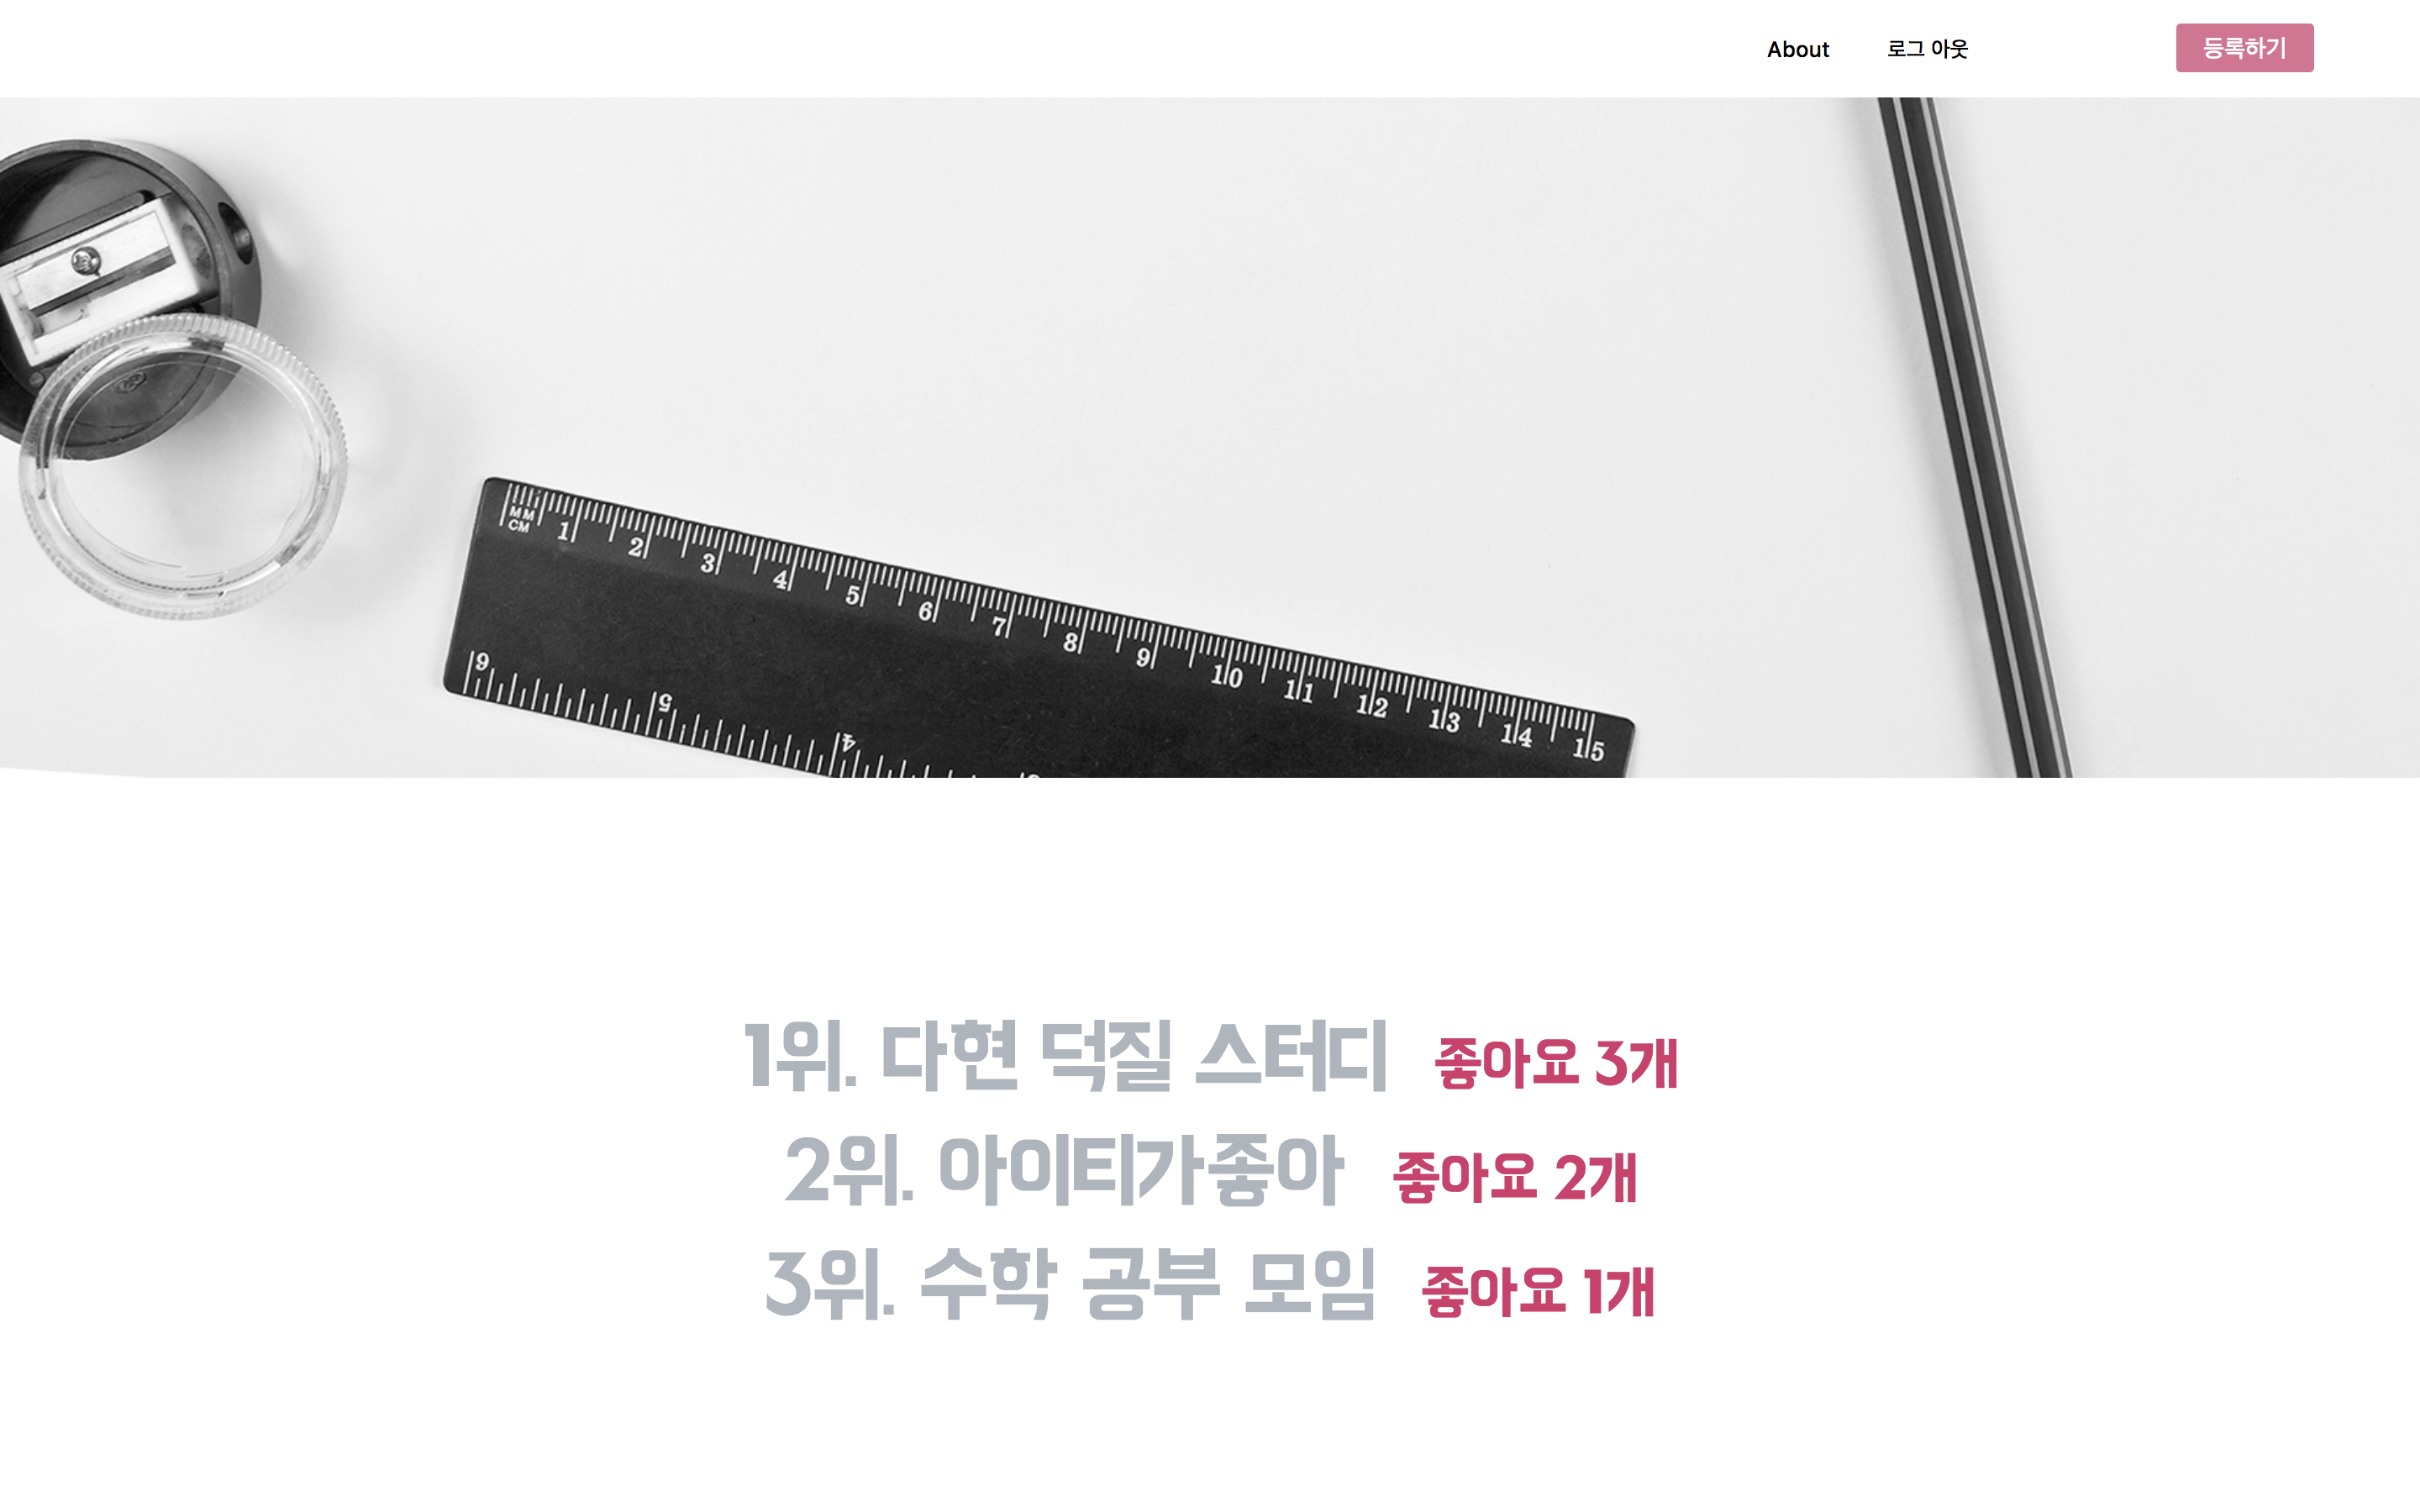 About 로그 아웃 등록하기
MM
CM
1 2 3 4 5 6 7 8 9 10 11 12 13 14 15
6 5 4
1위. 다현 덕질 스터디 좋아요 3개
2위. 아이티가좋아 좋아요 2개
3위. 수학 공부 모임 좋아요 1개